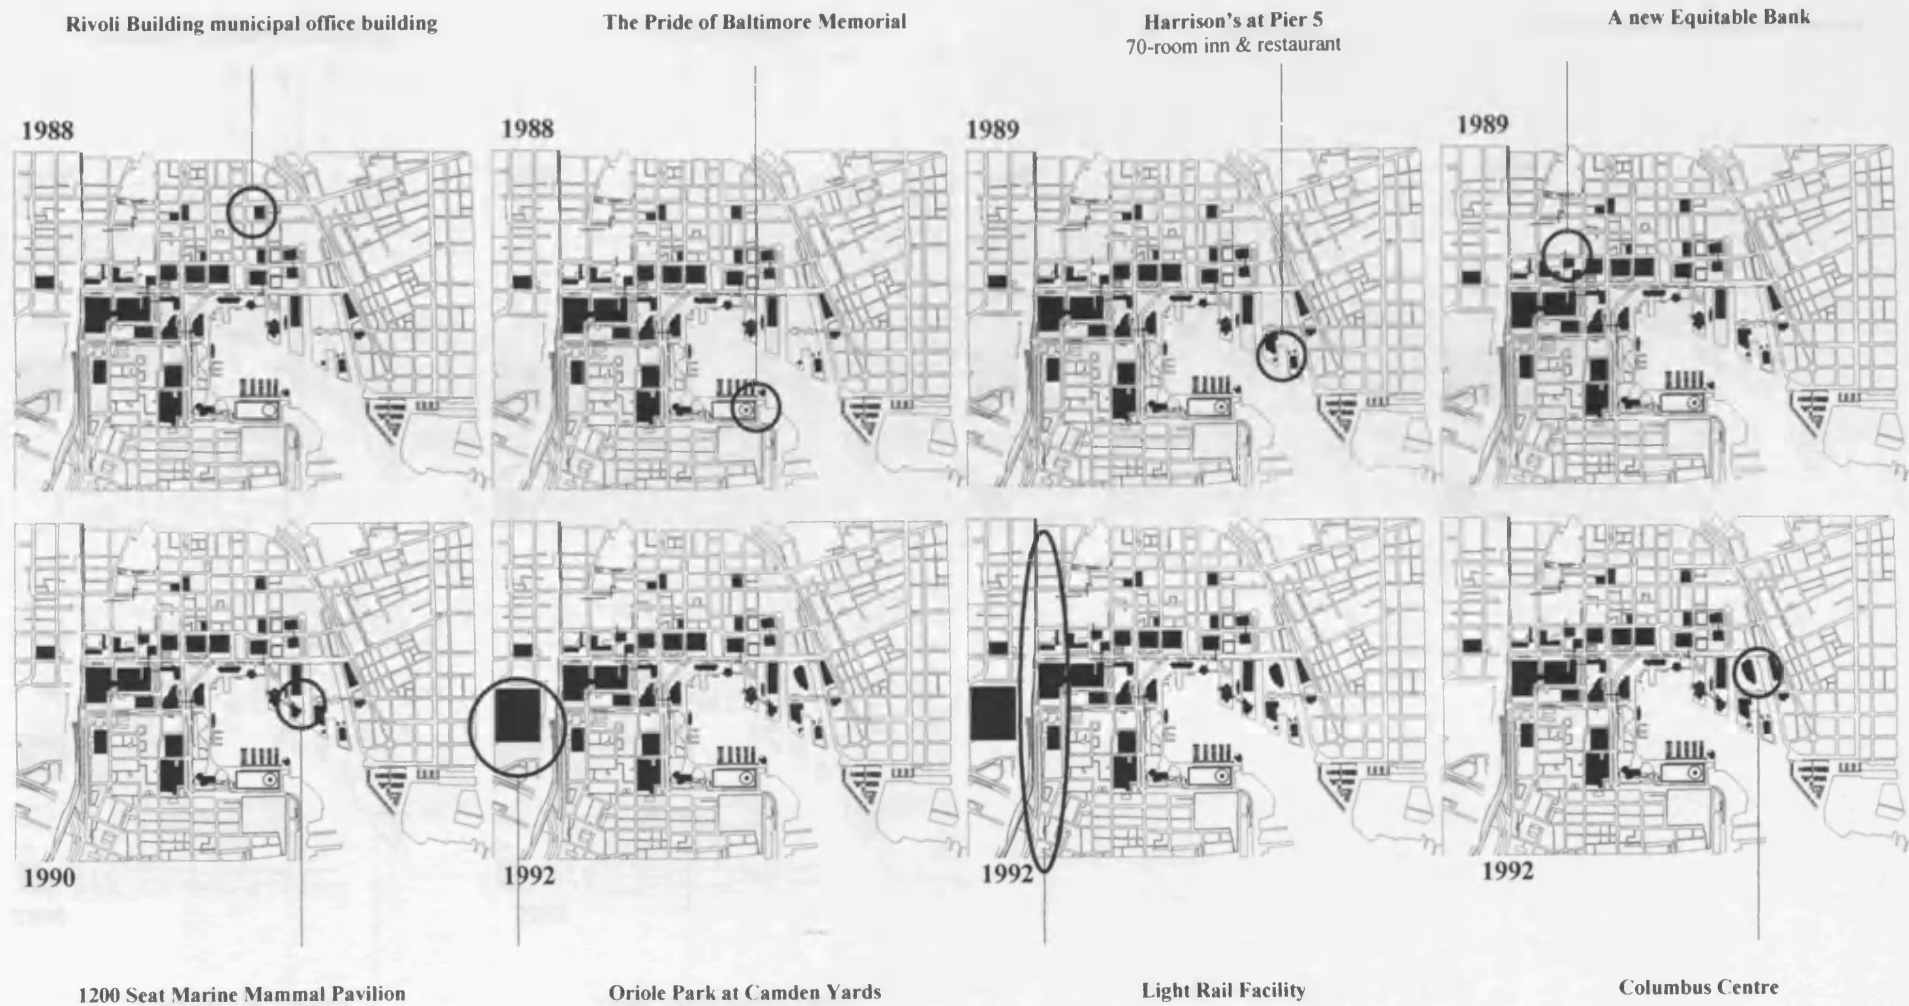 Rivoli Building municipal office building
The Pride of Baltimore Memorial
Harrison's at Pier 5
70-room inn & restaurant
A new Equitable Bank
1988
1988
1989
1989
1990
1992
1992
1992
1200 Seat Marine Mammal Pavilion
Oriole Park at Camden Yards
Light Rail Facility
Columbus Centre